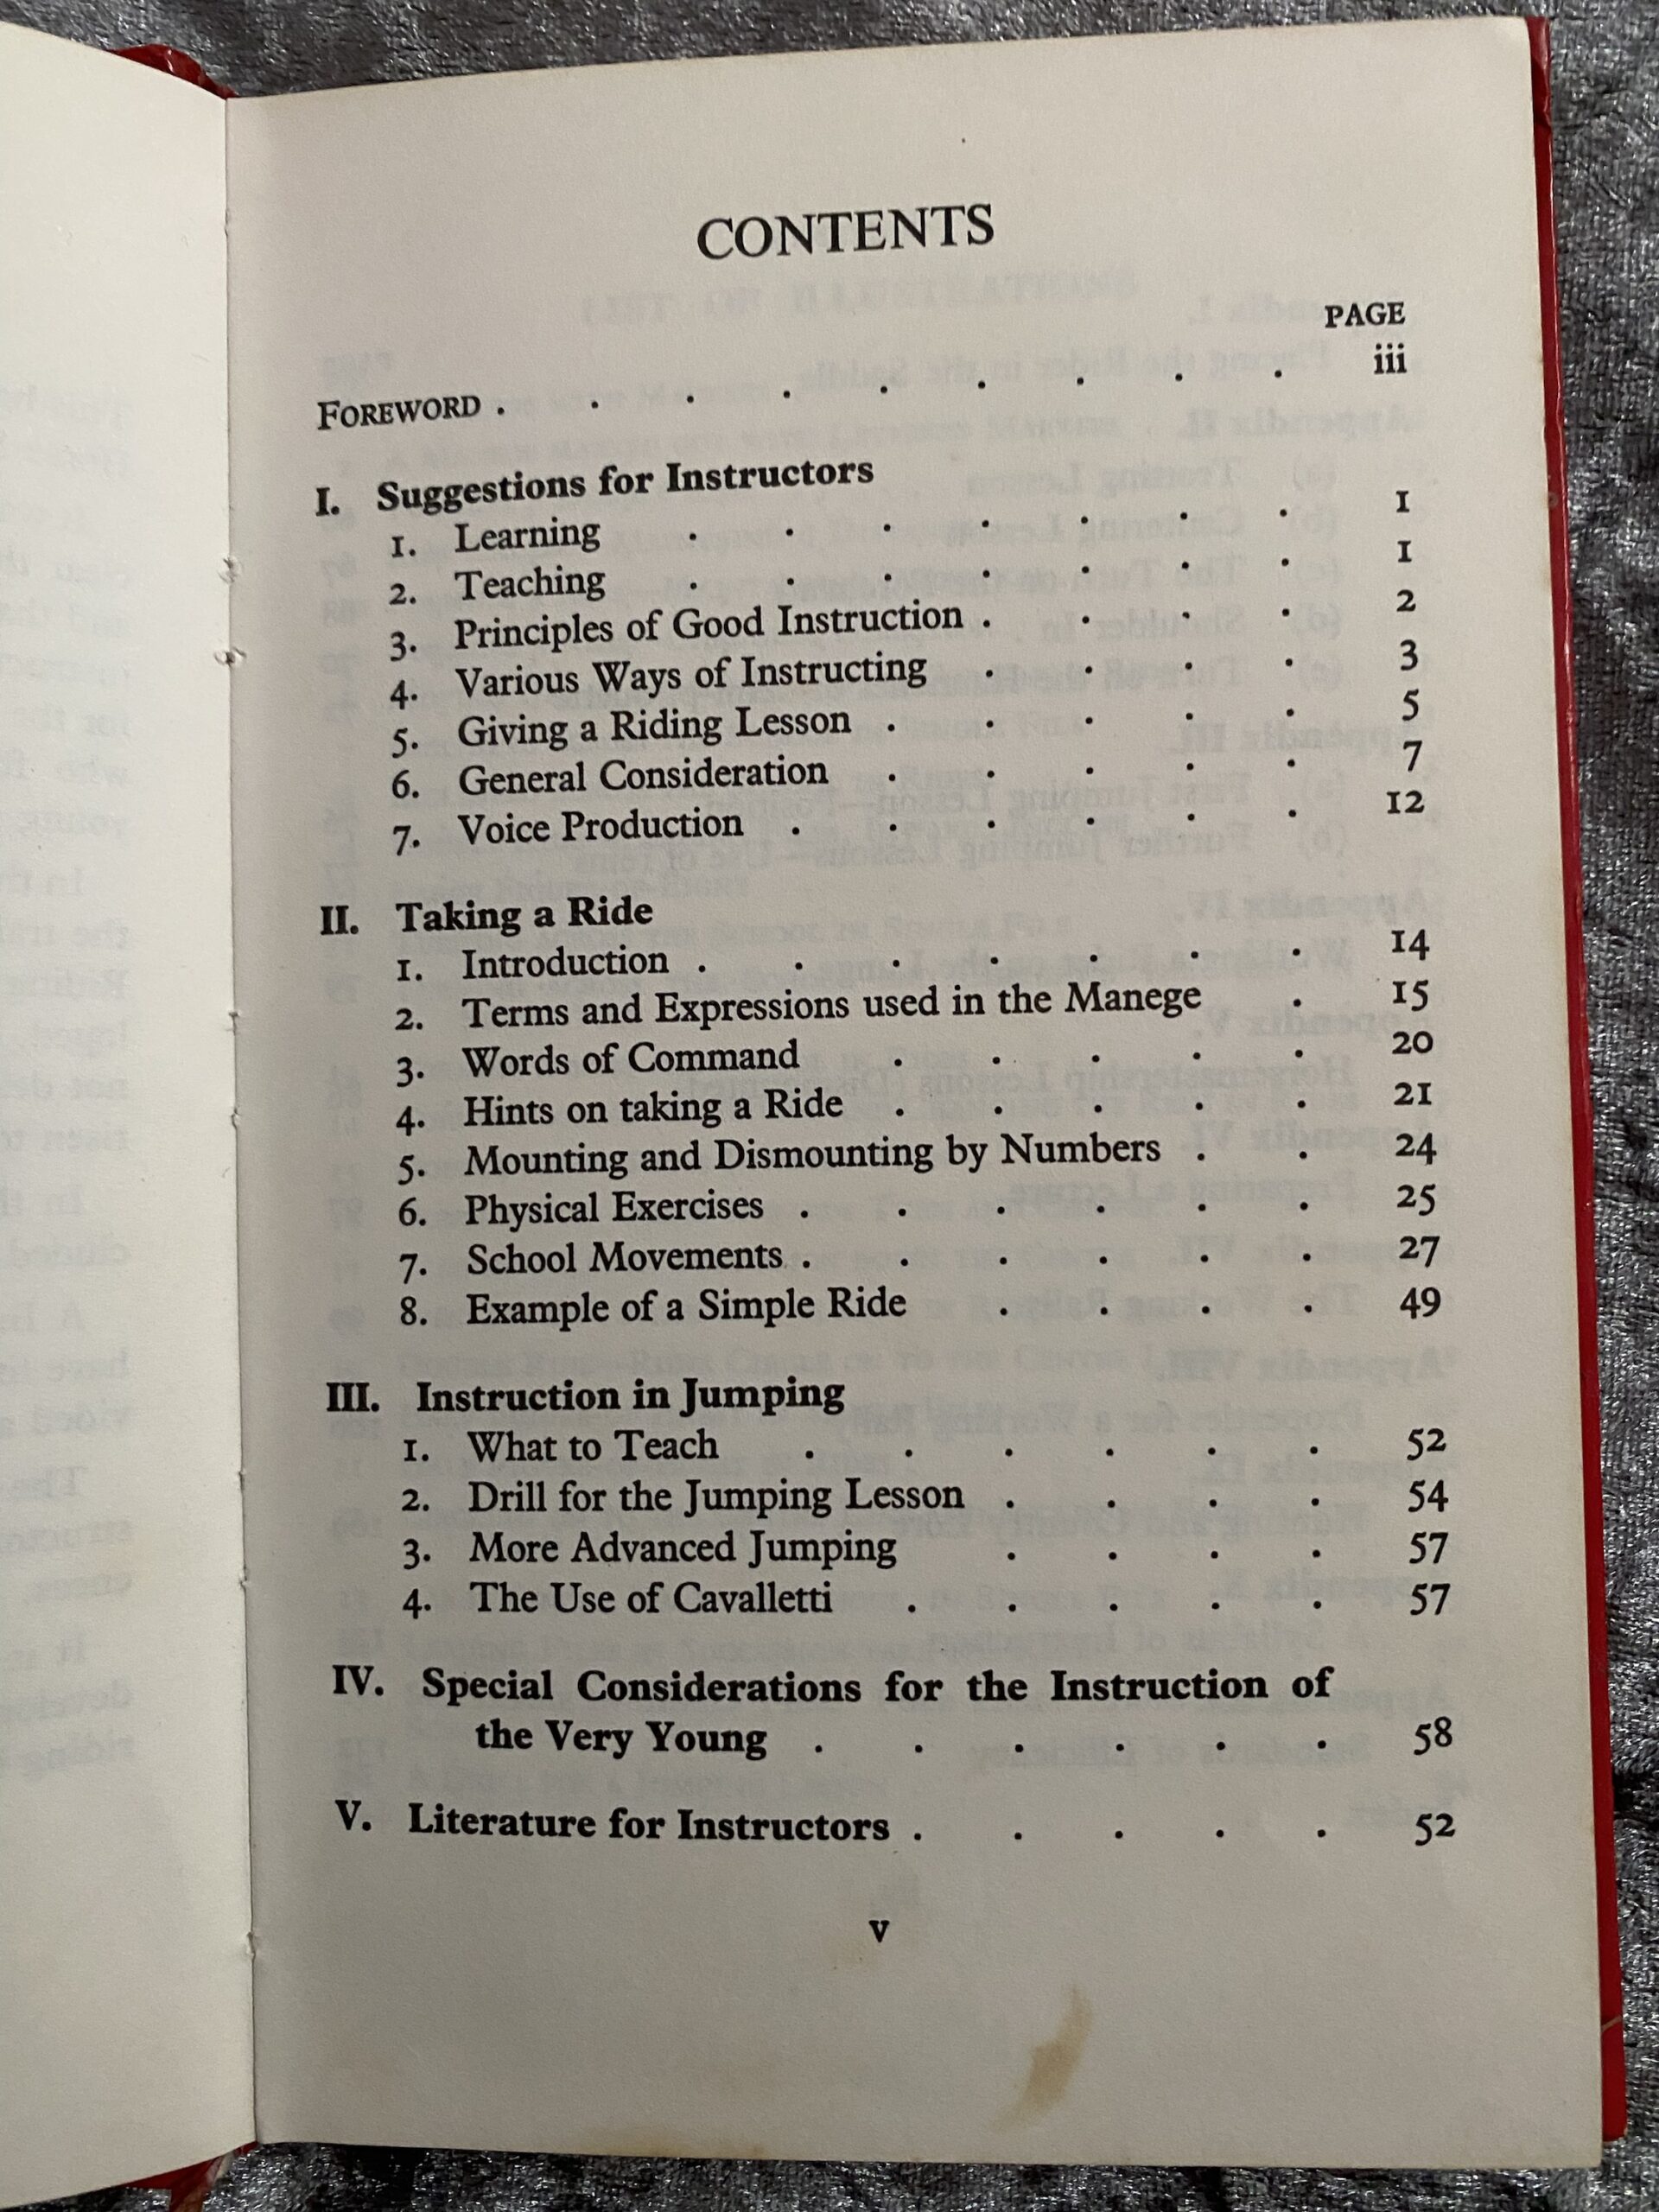 CONTENTS
PAGE
FOREWORD . . . . . . . . . iii
I. Suggestions for Instructors
1. Learning . . . . . . . 1
2. Teaching . . . . . . . 1
3. Principles of Good Instruction . . . . 2
4. Various Ways of Instructing . . . . 3
5. Giving a Riding Lesson . . . . . 5
6. General Consideration . . . . . 7
7. Voice Production . . . . . . 12
II. Taking a Ride
1. Introduction . . . . . . . 14
2. Terms and Expressions used in the Manege . 15
3. Words of Command . . . . . 20
4. Hints on taking a Ride . . . . . 21
5. Mounting and Dismounting by Numbers . . 24
6. Physical Exercises . . . . . . 25
7. School Movements . . . . . . 27
8. Example of a Simple Ride . . . . 49
III. Instruction in Jumping
1. What to Teach . . . . . . 52
2. Drill for the Jumping Lesson . . . . 54
3. More Advanced Jumping . . . . 57
4. The Use of Cavalletti . . . . . 57
IV. Special Considerations for the Instruction of
the Very Young . . . . . . 58
V. Literature for Instructors . . . . . 52
v